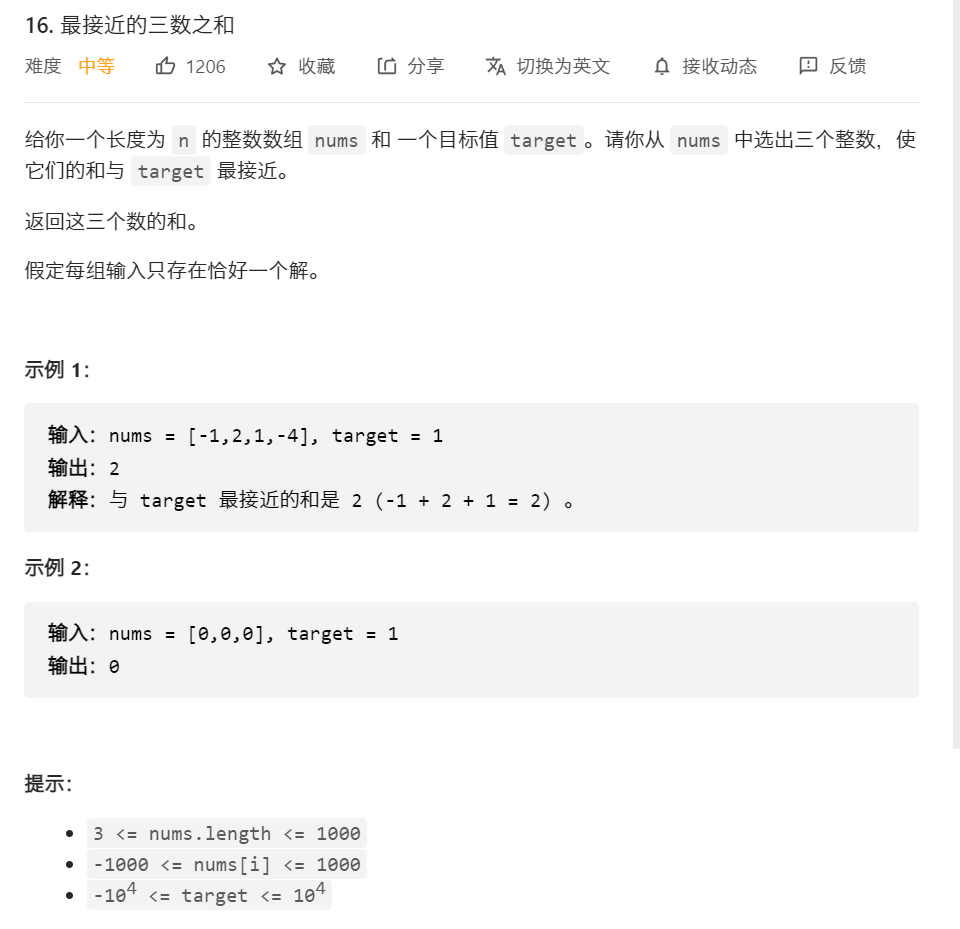 16. 最接近的三数之和
难度 中等 1206 收藏 分享 切换为英文 接收动态 反馈
给你一个长度为 n 的整数数组 nums 和 一个目标值 target。请你从 nums 中选出三个整数，使
它们的和与 target 最接近。
返回这三个数的和。
假定每组输入只存在恰好一个解。
示例 1：
输入：nums = [-1,2,1,-4], target = 1
输出：2
解释：与 target 最接近的和是 2 (-1 + 2 + 1 = 2) 。
示例 2：
输入：nums = [0,0,0], target = 1
输出：0
提示：
• 3 <= nums.length <= 1000
• -1000 <= nums[i] <= 1000
• -10⁴ <= target <= 10⁴